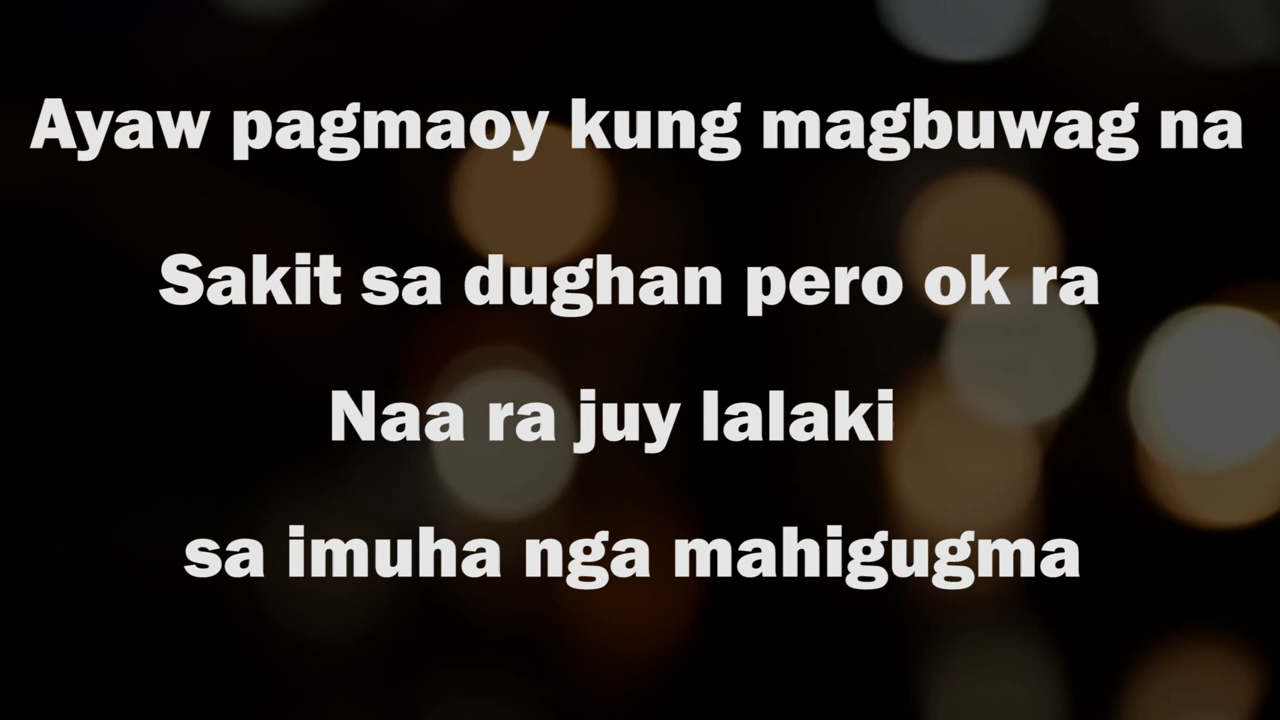 Ayaw pagmaoy kung magbuwag na
Sakit sa dughan pero ok ra
Naa ra juy lalaki
sa imuha nga mahigugma